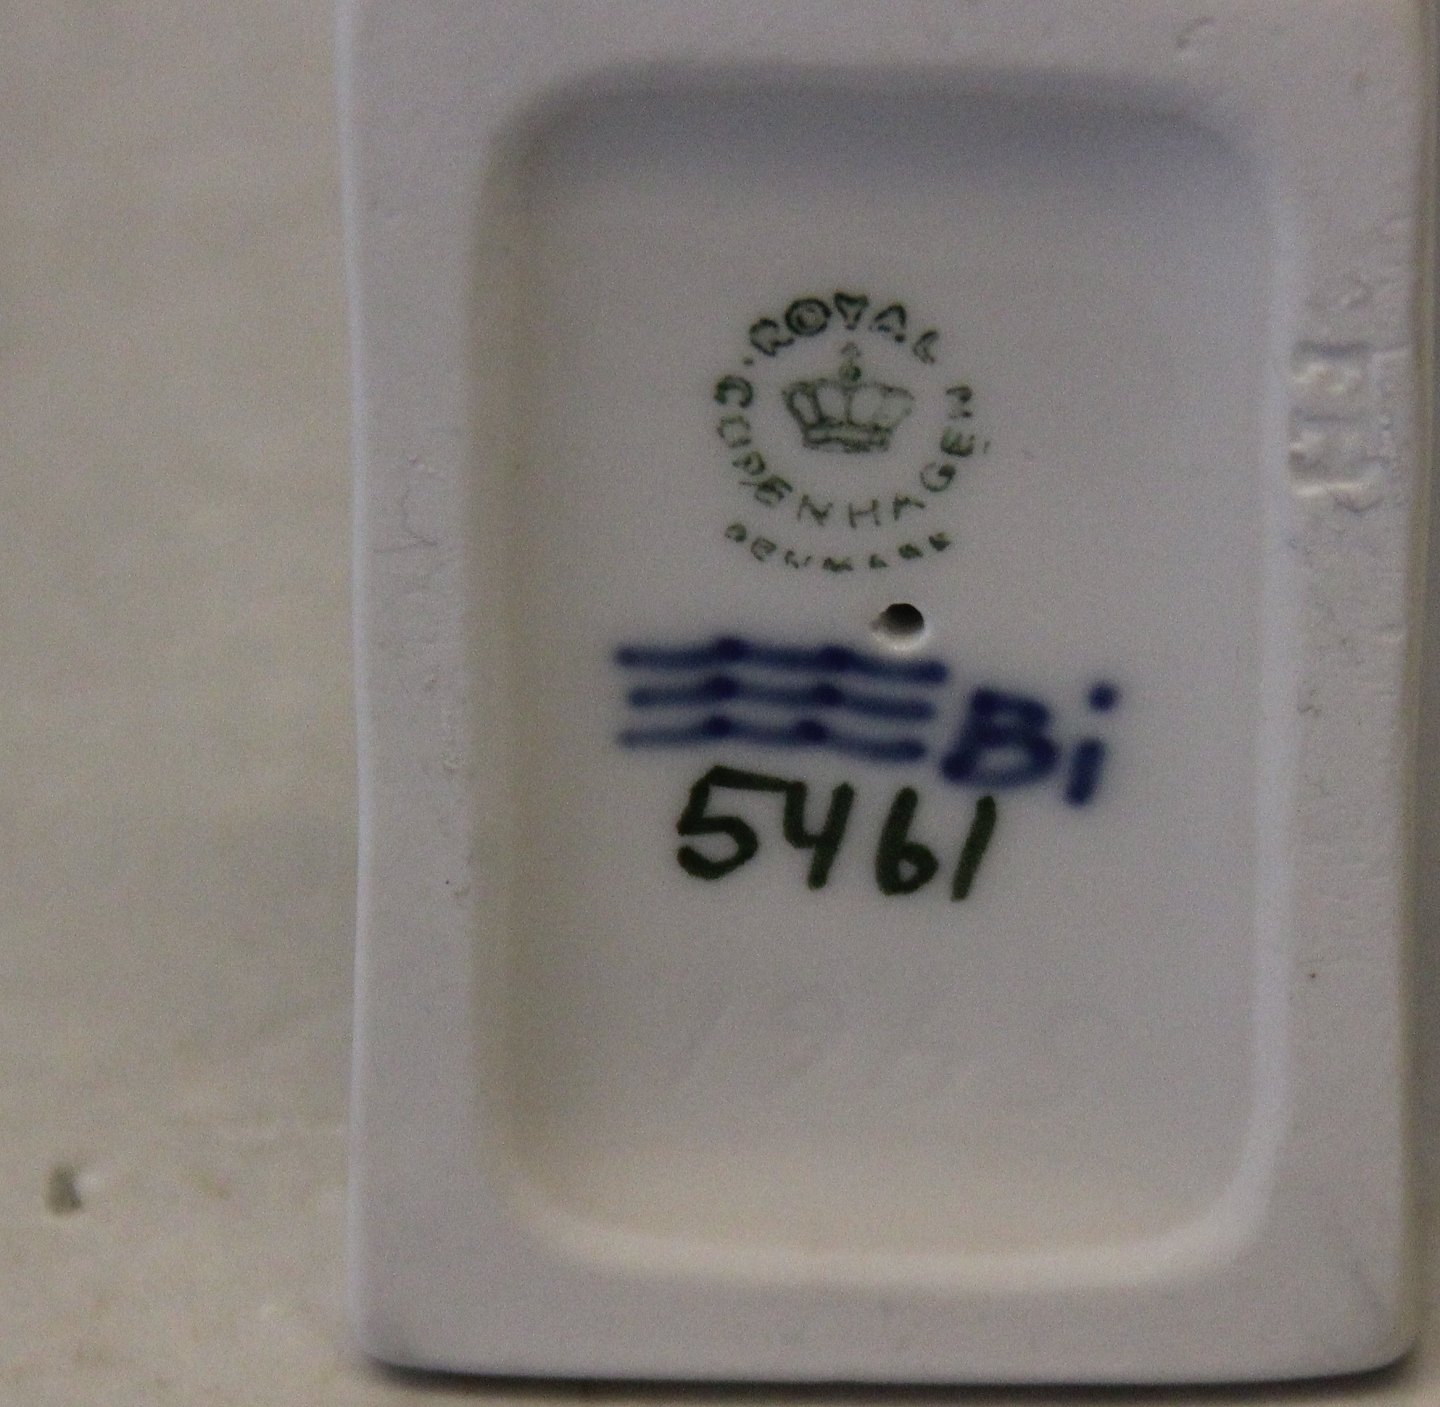 ROYAL
COPENHAGEN
DENMARK
Bi
5461